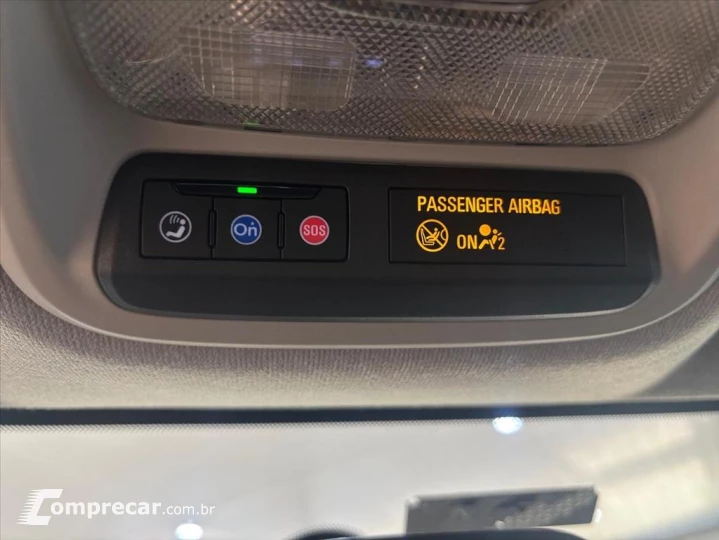 PASSENGER AIRBAG
On SOS
ON 2
Comprecar.com.br